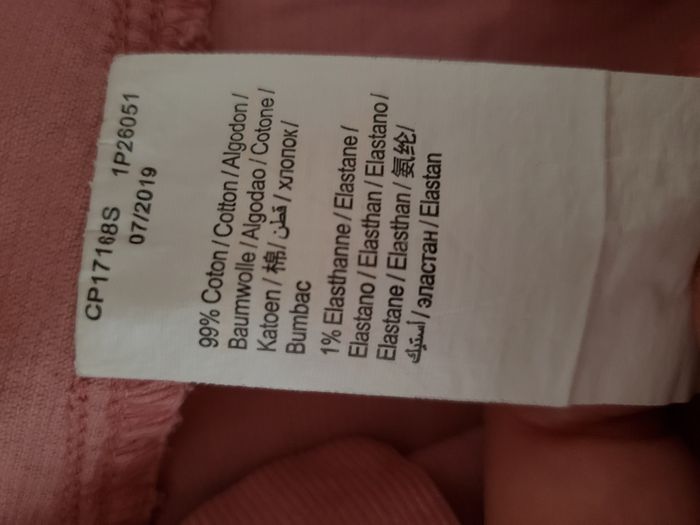 CP17168S 1P26051
07/2019
99% Coton / Cotton / Algodon /
Baumwolle / Algodao / Cotone /
Katoen / 棉 / قطن / хлопок /
Bumbac
1% Elasthanne / Elastane /
Elastano / Elasthan / Elastano /
Elastane / Elasthan / 氨纶 /
أستيك / эластан / Elastan